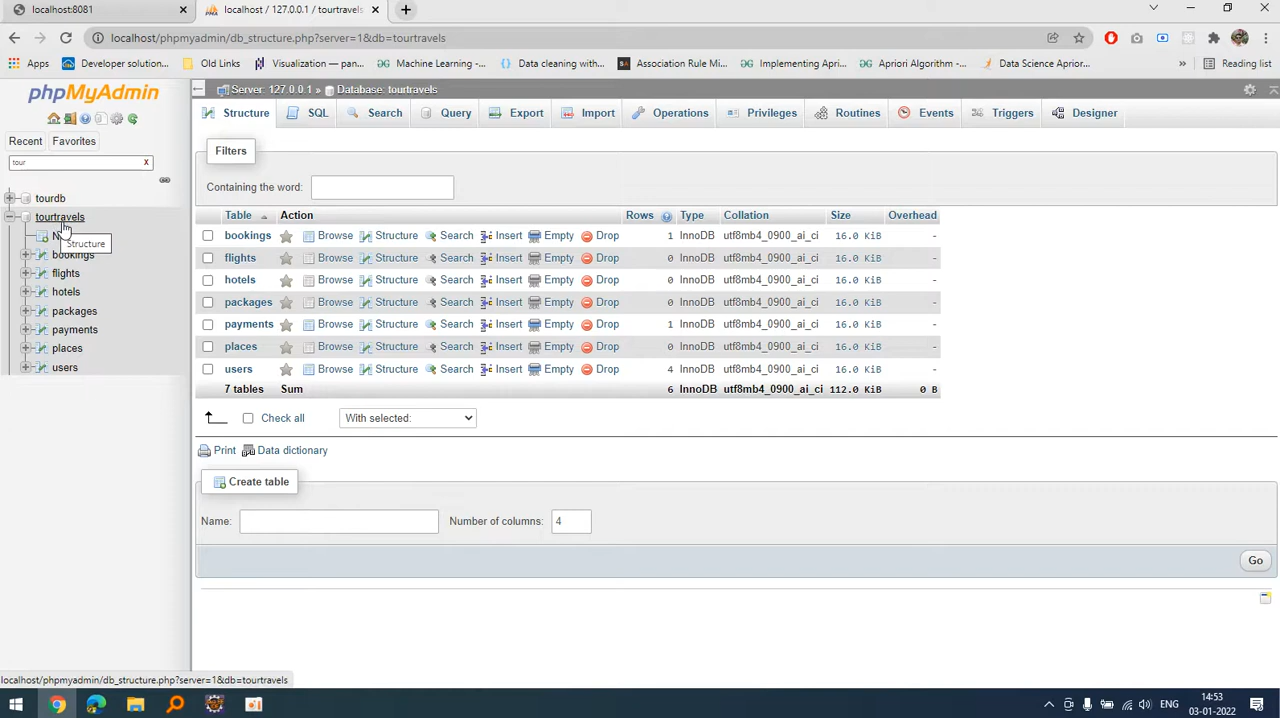 localhost:8081
localhost / 127.0.0.1 / tourtravels
localhost/phpmyadmin/db_structure.php?server=1&db=tourtravels
Apps
Developer solution...
Old Links
Visualization — pan...
Machine Learning -...
Data cleaning with...
Association Rule Mi...
Implementing Apri...
Apriori Algorithm -...
Data Science Aprior...
»
Reading list
phpMyAdmin
Server: 127.0.0.1 » Database: tourtravels
Structure
SQL
Search
Query
Export
Import
Operations
Privileges
Routines
Events
Triggers
Designer
Recent
Favorites
tour
X
tourdb
tourtravels
Structure
bookings
flights
hotels
packages
payments
places
users
Filters
Containing the word:
Table Action Rows Type Collation Size Overhead
bookings Browse Structure Search Insert Empty Drop 1 InnoDB utf8mb4_0900_ai_ci 16.0 KiB -
flights Browse Structure Search Insert Empty Drop 0 InnoDB utf8mb4_0900_ai_ci 16.0 KiB -
hotels Browse Structure Search Insert Empty Drop 0 InnoDB utf8mb4_0900_ai_ci 16.0 KiB -
packages Browse Structure Search Insert Empty Drop 0 InnoDB utf8mb4_0900_ai_ci 16.0 KiB -
payments Browse Structure Search Insert Empty Drop 1 InnoDB utf8mb4_0900_ai_ci 16.0 KiB -
places Browse Structure Search Insert Empty Drop 0 InnoDB utf8mb4_0900_ai_ci 16.0 KiB -
users Browse Structure Search Insert Empty Drop 4 InnoDB utf8mb4_0900_ai_ci 16.0 KiB -
7 tables Sum 6 InnoDB utf8mb4_0900_ai_ci 112.0 KiB 0 B
Check all
With selected:
Print
Data dictionary
Create table
Name:
Number of columns: 4
Go
localhost/phpmyadmin/db_structure.php?server=1&db=tourtravels
ENG
14:53
03-01-2022